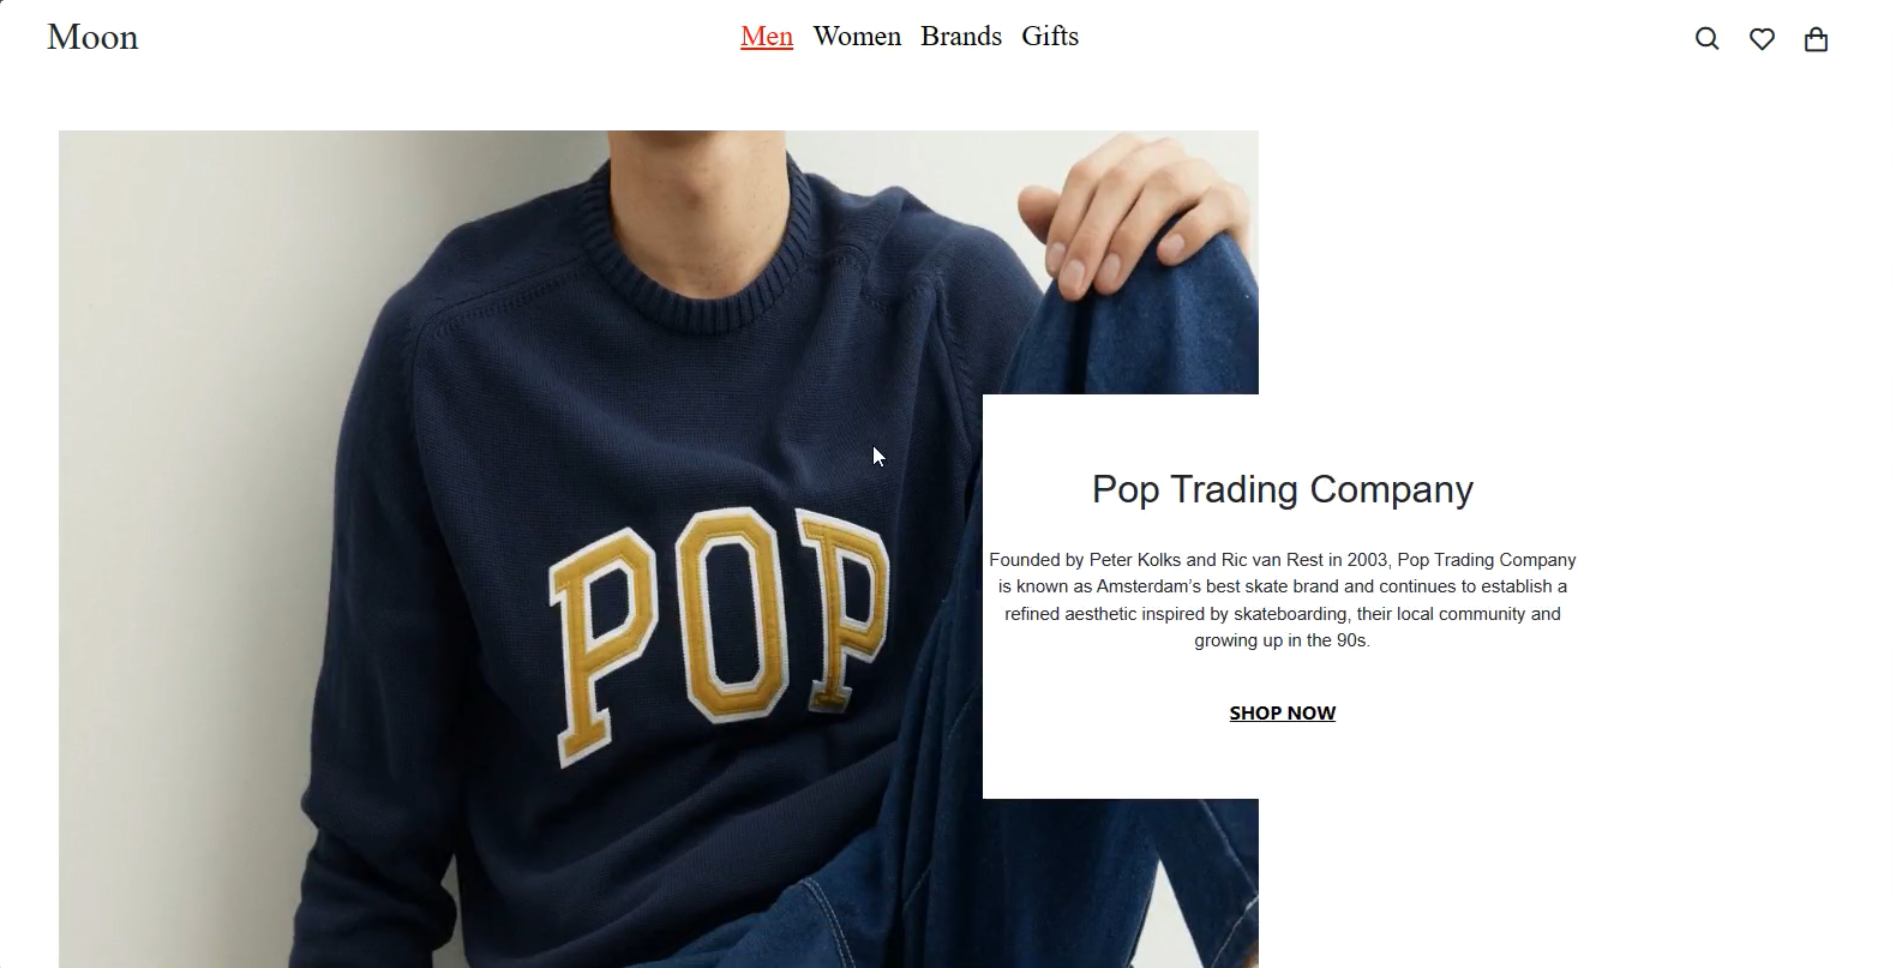 Moon
Men Women Brands Gifts
POP
Pop Trading Company
Founded by Peter Kolks and Ric van Rest in 2003, Pop Trading Company
is known as Amsterdam’s best skate brand and continues to establish a
refined aesthetic inspired by skateboarding, their local community and
growing up in the 90s.
SHOP NOW